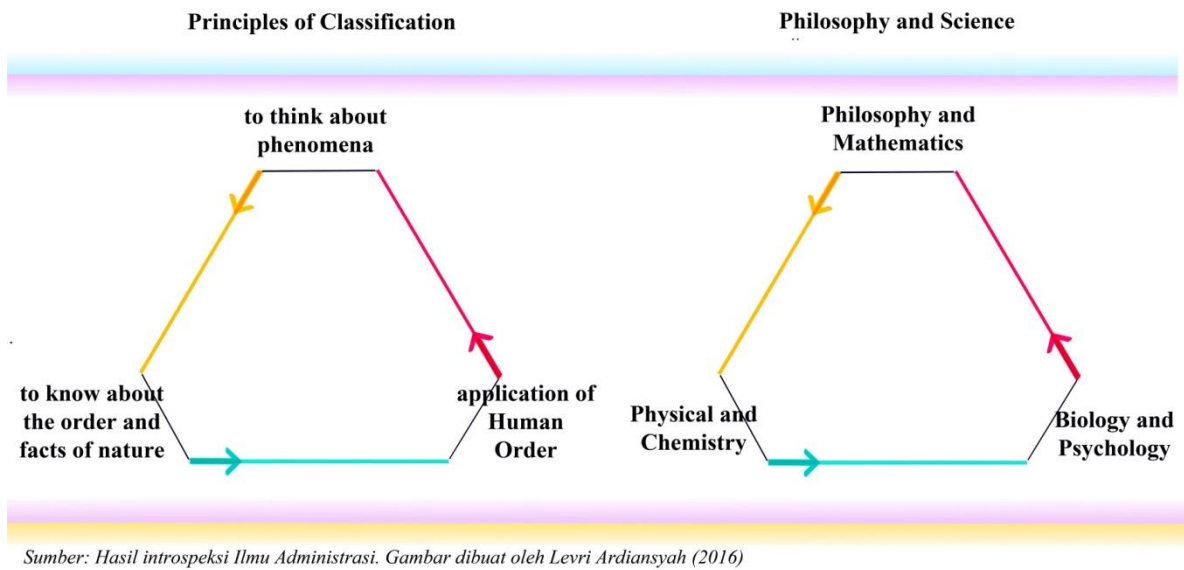 Principles of Classification
Philosophy and Science
to think about
phenomena
Philosophy and
Mathematics
to know about
the order and
facts of nature
application of
Human
Order
Physical and
Chemistry
Biology and
Psychology
Sumber: Hasil introspeksi Ilmu Administrasi. Gambar dibuat oleh Levri Ardiansyah (2016)